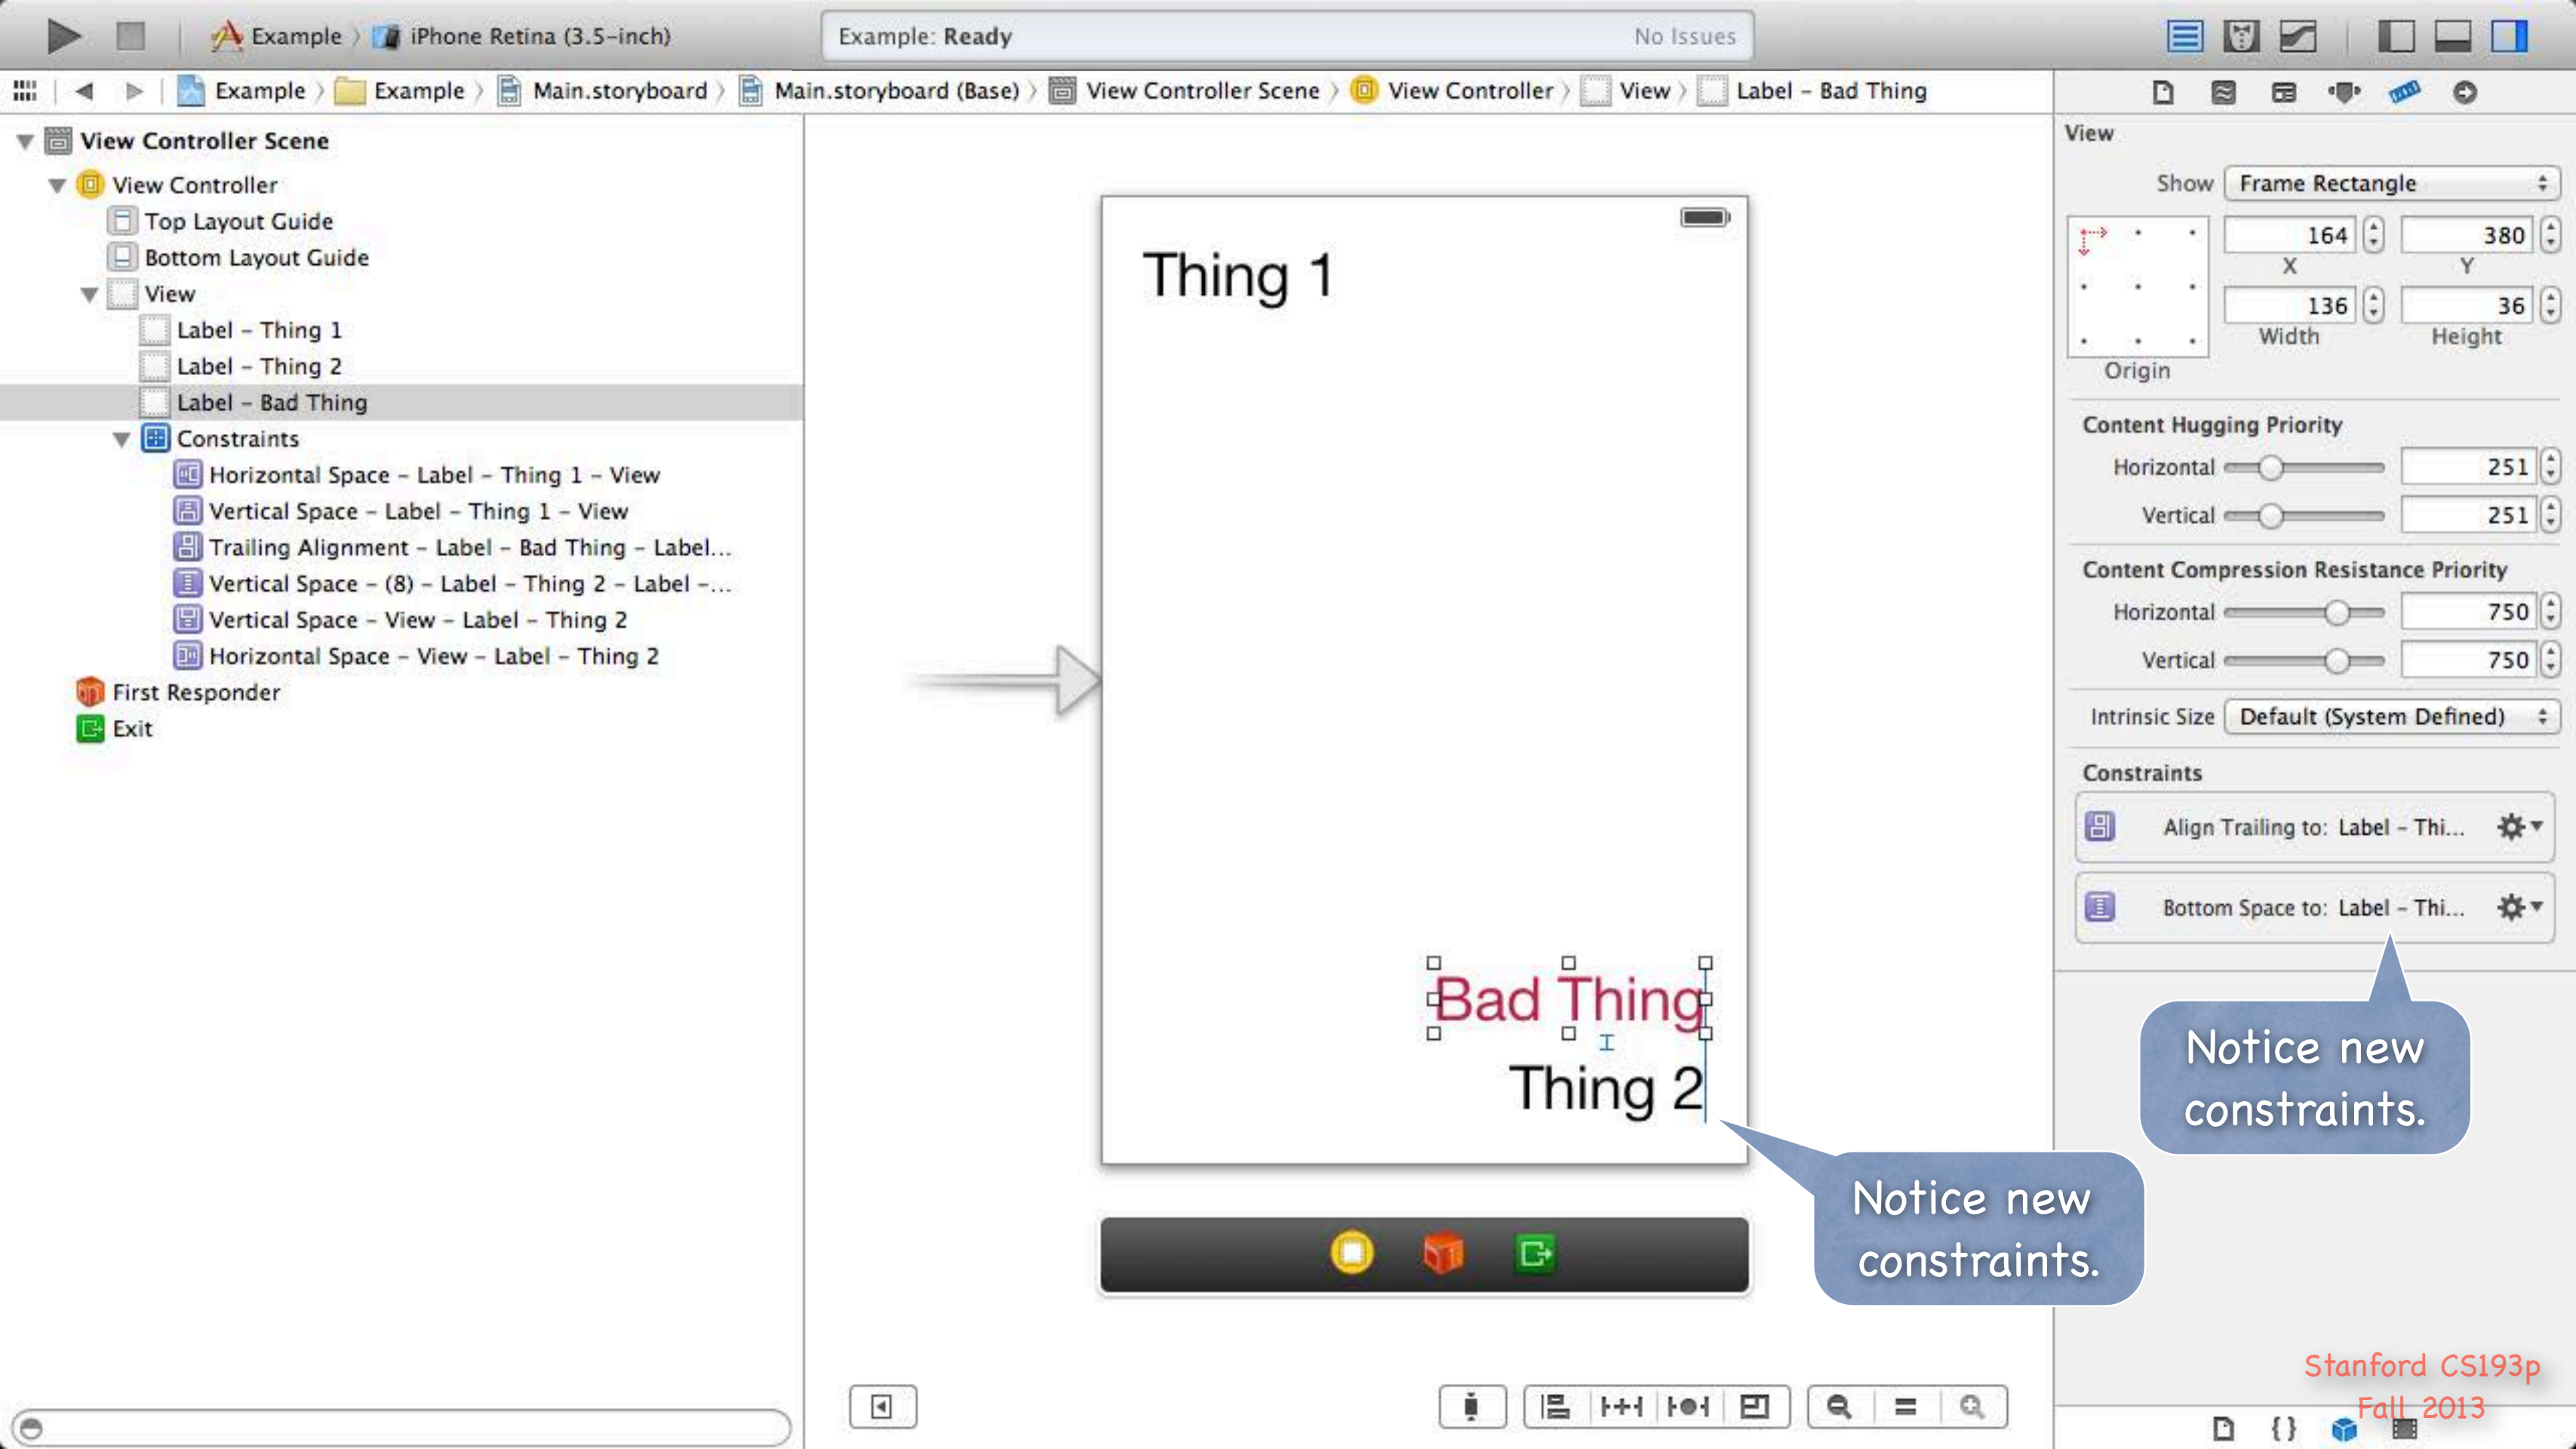 Example 〉 iPhone Retina (3.5-inch)
Example: Ready
No Issues
Example 〉 Example 〉 Main.storyboard 〉 Main.storyboard (Base) 〉 View Controller Scene 〉 View Controller 〉 View 〉 Label – Bad Thing
View Controller Scene
View Controller
Top Layout Guide
Bottom Layout Guide
View
Label – Thing 1
Label – Thing 2
Label – Bad Thing
Constraints
Horizontal Space – Label – Thing 1 – View
Vertical Space – Label – Thing 1 – View
Trailing Alignment – Label – Bad Thing – Label...
Vertical Space – (8) – Label – Thing 2 – Label –...
Vertical Space – View – Label – Thing 2
Horizontal Space – View – Label – Thing 2
First Responder
Exit
Thing 1
Bad Thing
Thing 2
View
Show Frame Rectangle
164 380
X Y
136 36
Width Height
Origin
Content Hugging Priority
Horizontal 251
Vertical 251
Content Compression Resistance Priority
Horizontal 750
Vertical 750
Intrinsic Size Default (System Defined)
Constraints
Align Trailing to: Label – Thi...
Bottom Space to: Label – Thi...
Notice new
constraints.
Notice new
constraints.
Stanford CS193p
Fall 2013
{ }